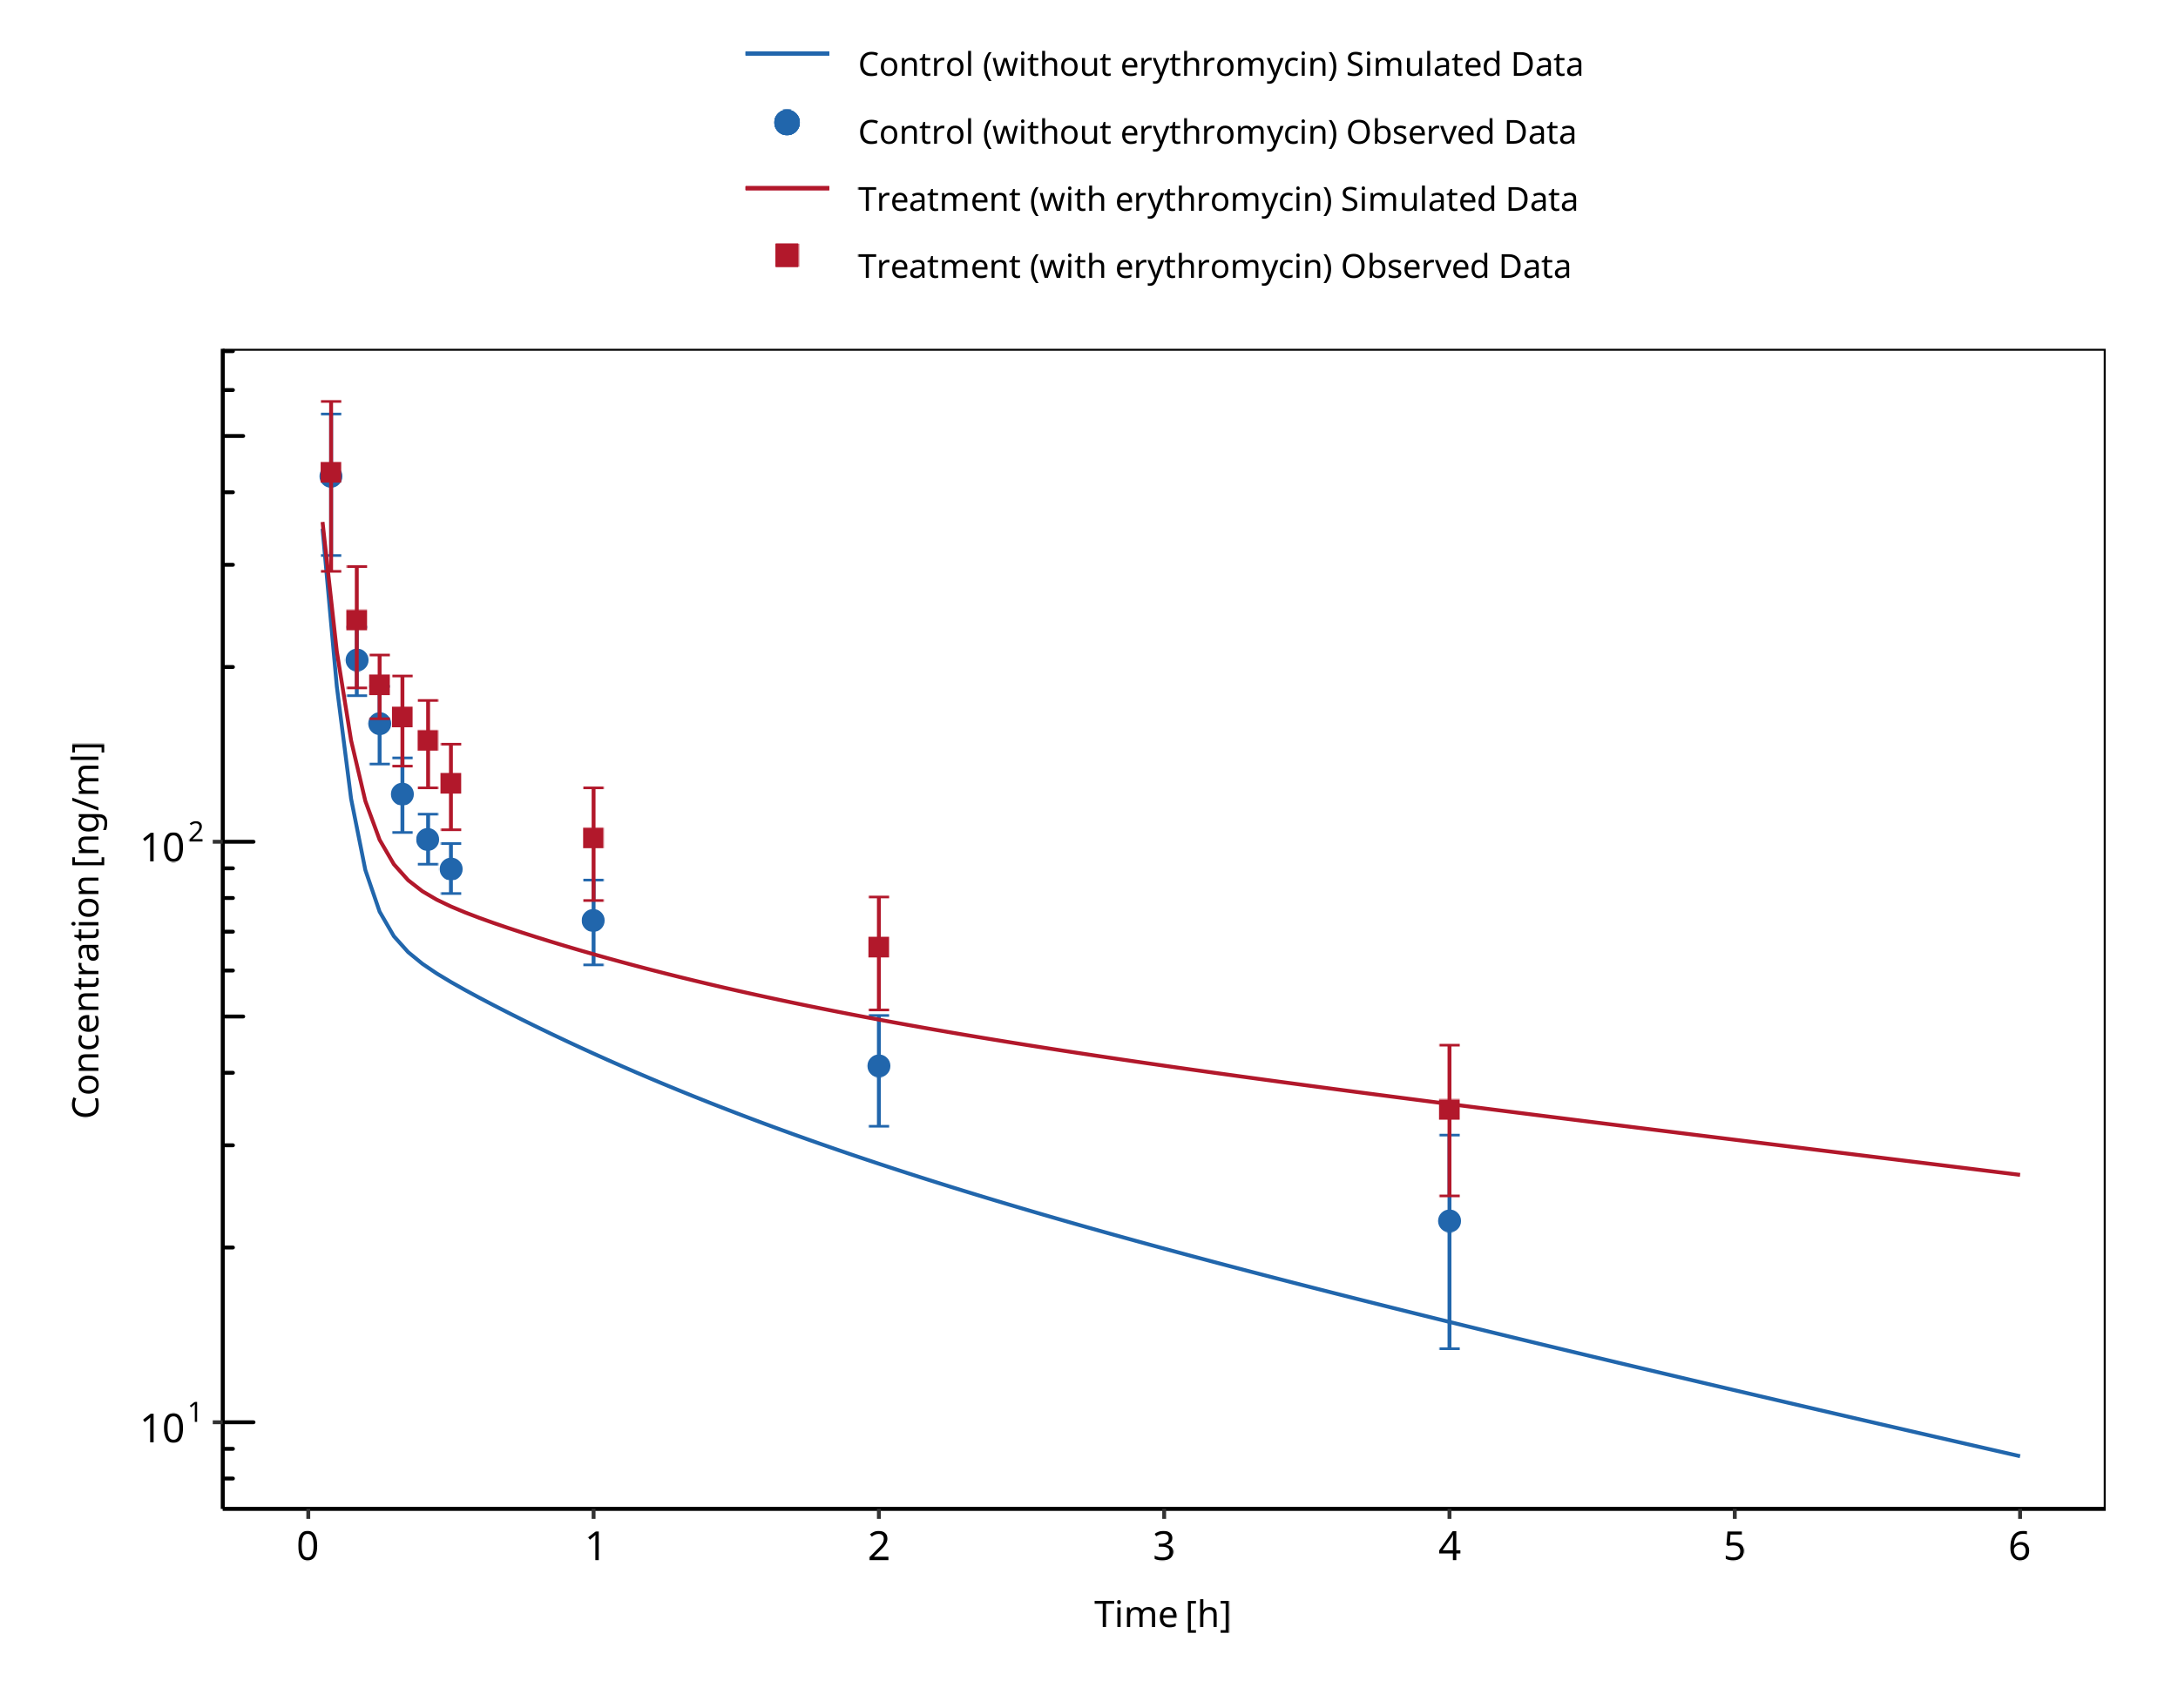 Control (without erythromycin) Simulated Data
Control (without erythromycin) Observed Data
Treatment (with erythromycin) Simulated Data
Treatment (with erythromycin) Observed Data
Concentration [ng/ml]
10²
10¹
0 1 2 3 4 5 6
Time [h]